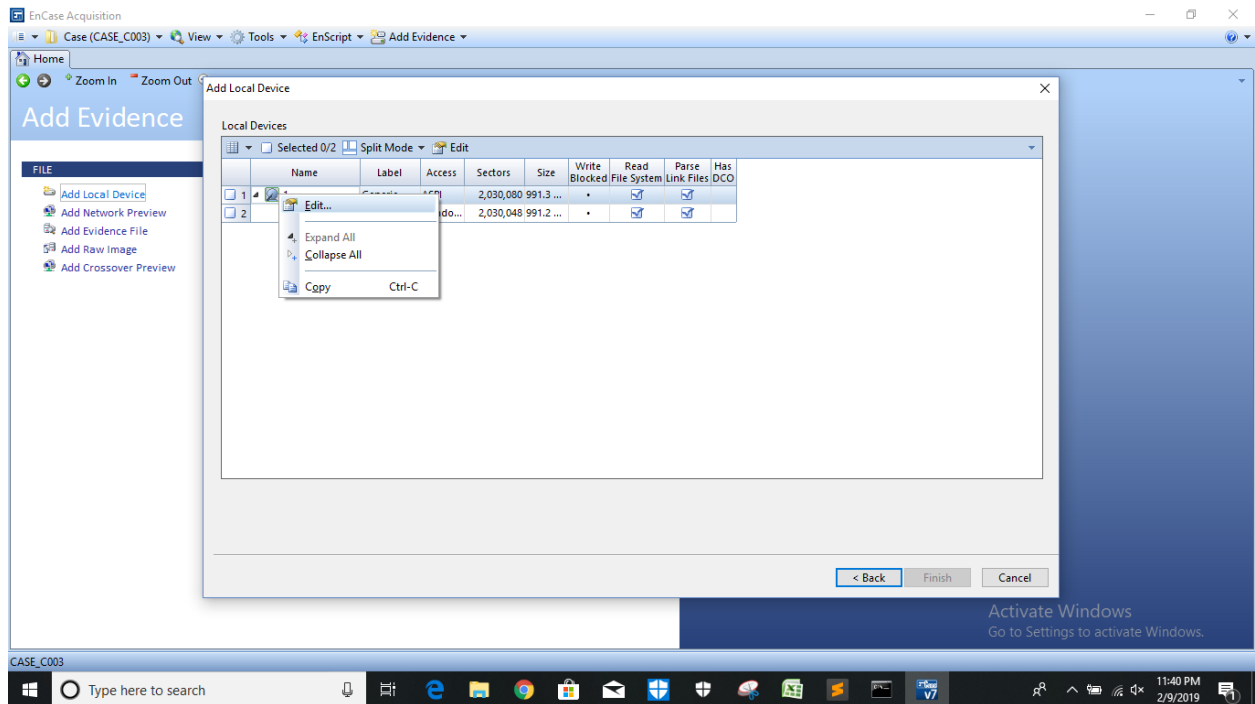 EnCase Acquisition
Case (CASE_C003) View Tools EnScript Add Evidence
Home
Zoom In Zoom Out
Add Evidence
FILE
Add Local Device
Add Network Preview
Add Evidence File
Add Raw Image
Add Crossover Preview
Add Local Device
Local Devices
Selected 0/2 Split Mode Edit
Name Label Access Sectors Size Write Blocked Read File System Parse Link Files Has DCO
1 2,030,080 991.3 ...
2 2,030,048 991.2 ...
Edit...
Expand All
Collapse All
Copy Ctrl-C
< Back Finish Cancel
Activate Windows
Go to Settings to activate Windows.
CASE_C003
Type here to search
v7
11:40 PM
2/9/2019